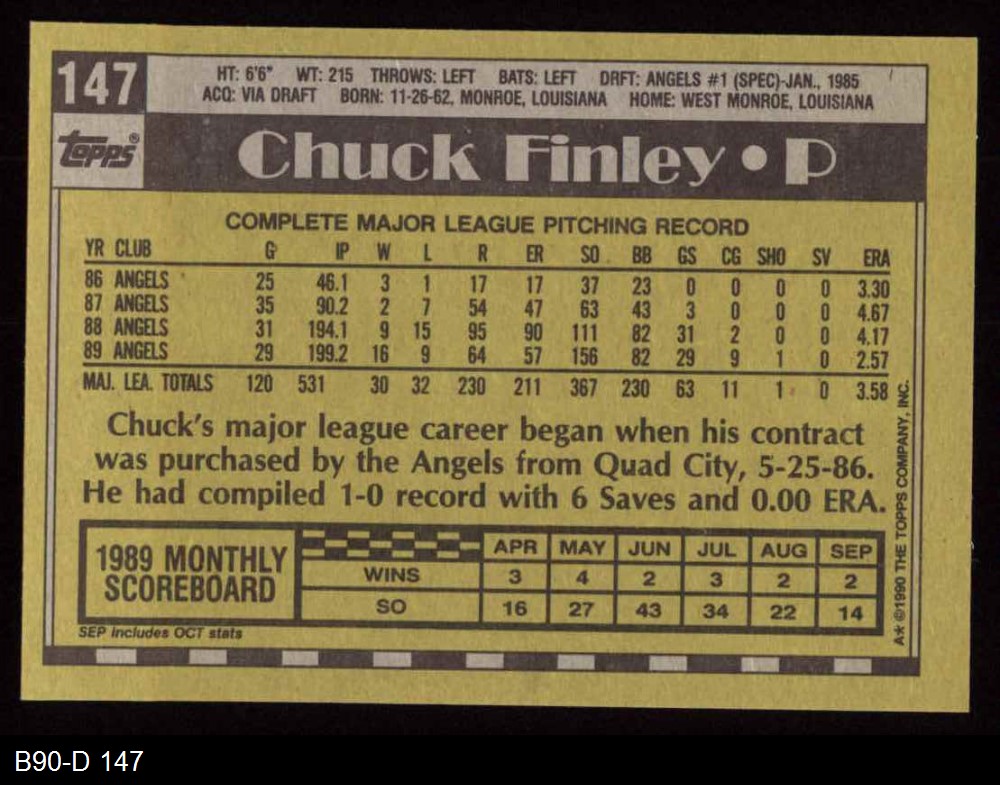 147
HT: 6'6" WT: 215 THROWS: LEFT BATS: LEFT DRFT: ANGELS #1 (SPEC)-JAN., 1985
ACQ: VIA DRAFT BORN: 11-26-62, MONROE, LOUISIANA HOME: WEST MONROE, LOUISIANA
Topps®
Chuck Finley • P
COMPLETE MAJOR LEAGUE PITCHING RECORD
YR CLUB G IP W L R ER SO BB GS CG SHO SV ERA
86 ANGELS 25 46.1 3 1 17 17 37 23 0 0 0 0 3.30
87 ANGELS 35 90.2 2 7 54 47 63 43 3 0 0 0 4.67
88 ANGELS 31 194.1 9 15 95 90 111 82 31 2 0 0 4.17
89 ANGELS 29 199.2 16 9 64 57 156 82 29 9 1 0 2.57
MAJ. LEA. TOTALS 120 531 30 32 230 211 367 230 63 11 1 0 3.58
Chuck's major league career began when his contract
was purchased by the Angels from Quad City, 5-25-86.
He had compiled 1-0 record with 6 Saves and 0.00 ERA.
1989 MONTHLY
SCOREBOARD
APR MAY JUN JUL AUG SEP
WINS 3 4 2 3 2 2
SO 16 27 43 34 22 14
SEP includes OCT stats
A* ©1990 THE TOPPS COMPANY, INC.
B90-D 147